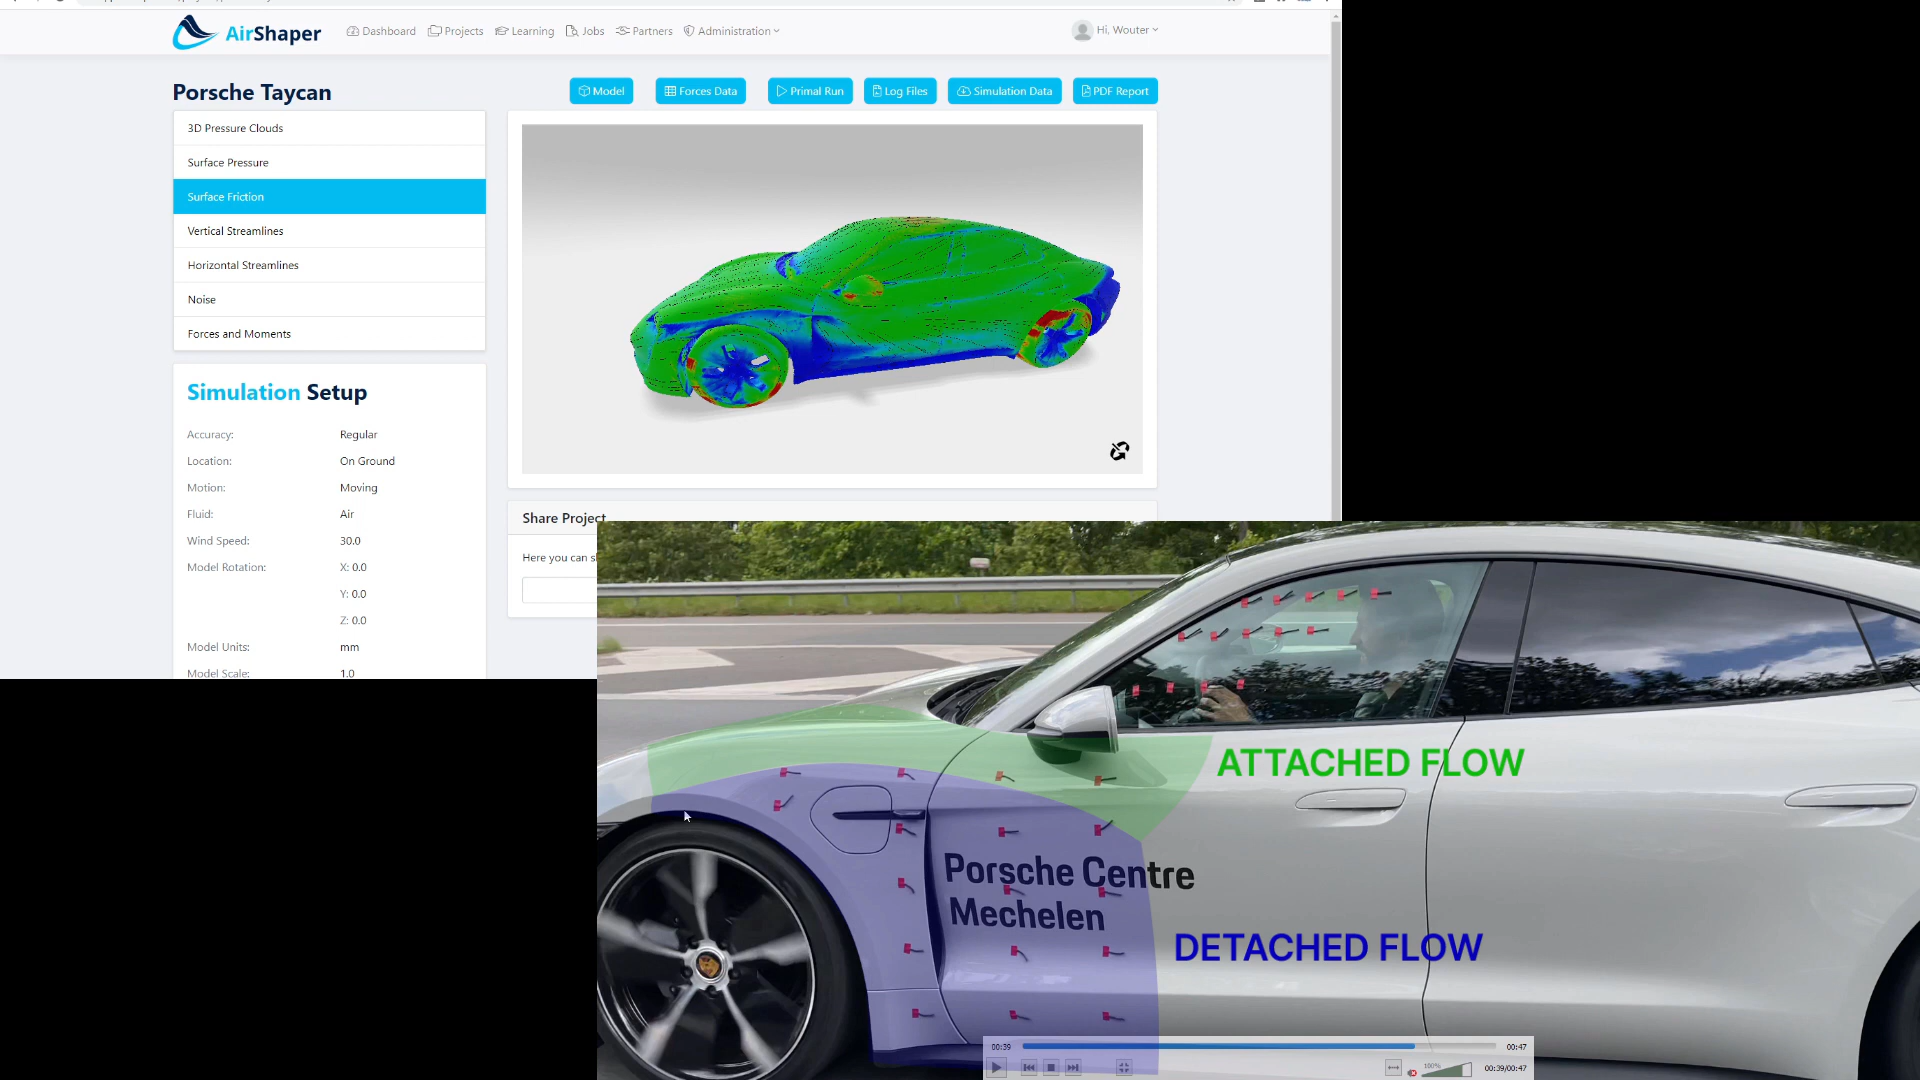 AirShaper
Dashboard
Projects
Learning
Jobs
Partners
Administration
Hi, Wouter
Porsche Taycan
Model
Forces Data
Primal Run
Log Files
Simulation Data
PDF Report
3D Pressure Clouds
Surface Pressure
Surface Friction
Vertical Streamlines
Horizontal Streamlines
Noise
Forces and Moments
Simulation Setup
Accuracy: Regular
Location: On Ground
Motion: Moving
Fluid: Air
Wind Speed: 30.0
Model Rotation: X: 0.0
Y: 0.0
Z: 0.0
Model Units: mm
Model Scale: 1.0
Share Project
Here you can
ATTACHED FLOW
Porsche Centre
Mechelen
DETACHED FLOW
00:39
00:47
100%
00:39/00:47